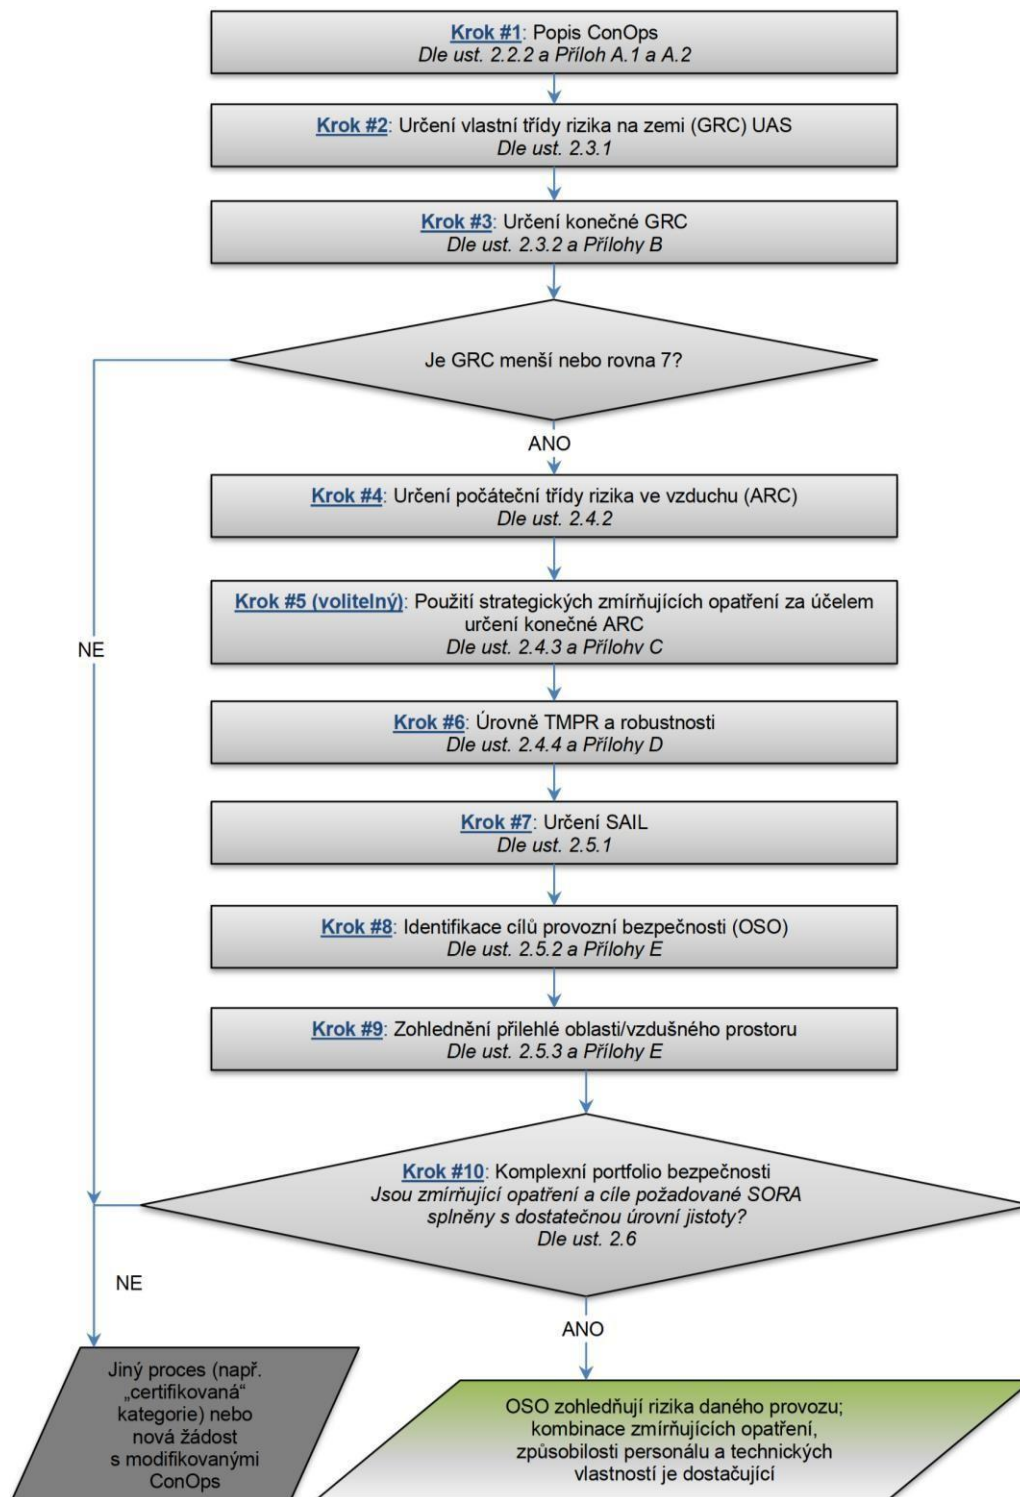 Krok #1: Popis ConOps
Dle ust. 2.2.2 a Příloh A.1 a A.2
Krok #2: Určení vlastní třídy rizika na zemi (GRC) UAS
Dle ust. 2.3.1
Krok #3: Určení konečné GRC
Dle ust. 2.3.2 a Přílohy B
Je GRC menší nebo rovna 7?
ANO
Krok #4: Určení počáteční třídy rizika ve vzduchu (ARC)
Dle ust. 2.4.2
Krok #5 (volitelný): Použití strategických zmírňujících opatření za účelem
určení konečné ARC
Dle ust. 2.4.3 a Přílohy C
NE
Krok #6: Úrovně TMPR a robustnosti
Dle ust. 2.4.4 a Přílohy D
Krok #7: Určení SAIL
Dle ust. 2.5.1
Krok #8: Identifikace cílů provozní bezpečnosti (OSO)
Dle ust. 2.5.2 a Přílohy E
Krok #9: Zohlednění přilehlé oblasti/vzdušného prostoru
Dle ust. 2.5.3 a Přílohy E
Krok #10: Komplexní portfolio bezpečnosti
Jsou zmírňující opatření a cíle požadované SORA
splněny s dostatečnou úrovní jistoty?
Dle ust. 2.6
NE
ANO
Jiný proces (např.
„certifikovaná“
kategorie) nebo
nová žádost
s modifikovanými
ConOps
OSO zohledňují rizika daného provozu;
kombinace zmírňujících opatření,
způsobilosti personálu a technických
vlastností je dostačující